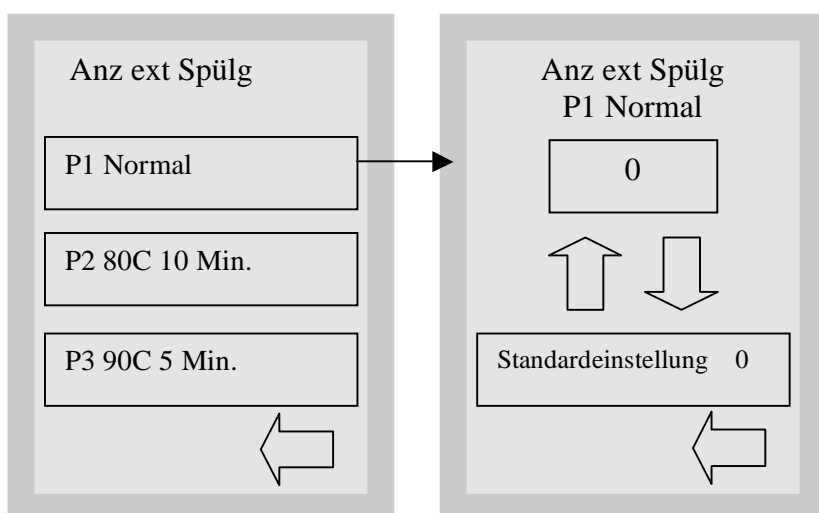 Anz ext Spülg
P1 Normal
P2 80C 10 Min.
P3 90C 5 Min.
Anz ext Spülg
P1 Normal
0
Standardeinstellung 0